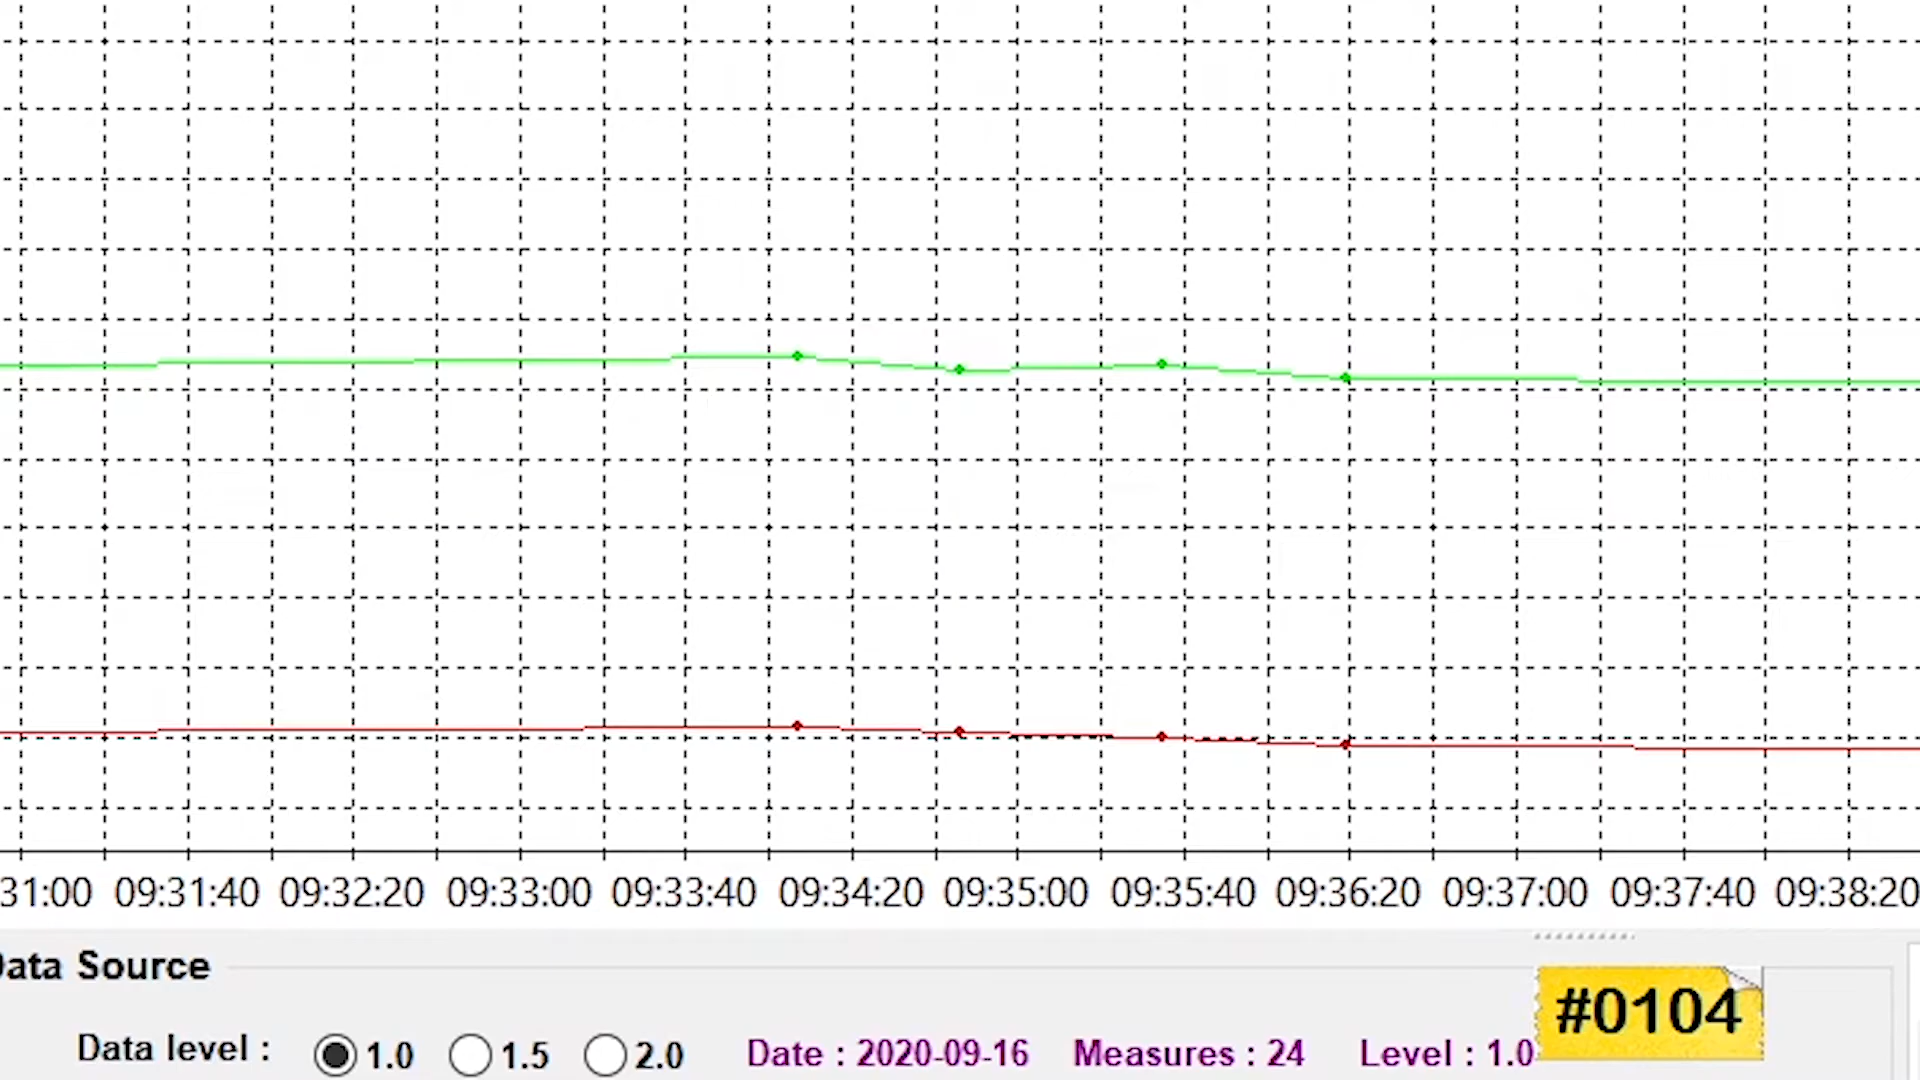 31:00 09:31:40 09:32:20 09:33:00 09:33:40 09:34:20 09:35:00 09:35:40 09:36:20 09:37:00 09:37:40 09:38:20
Data Source
Data level : 1.0 1.5 2.0 Date : 2020-09-16 Measures : 24 Level : 1.0
#0104